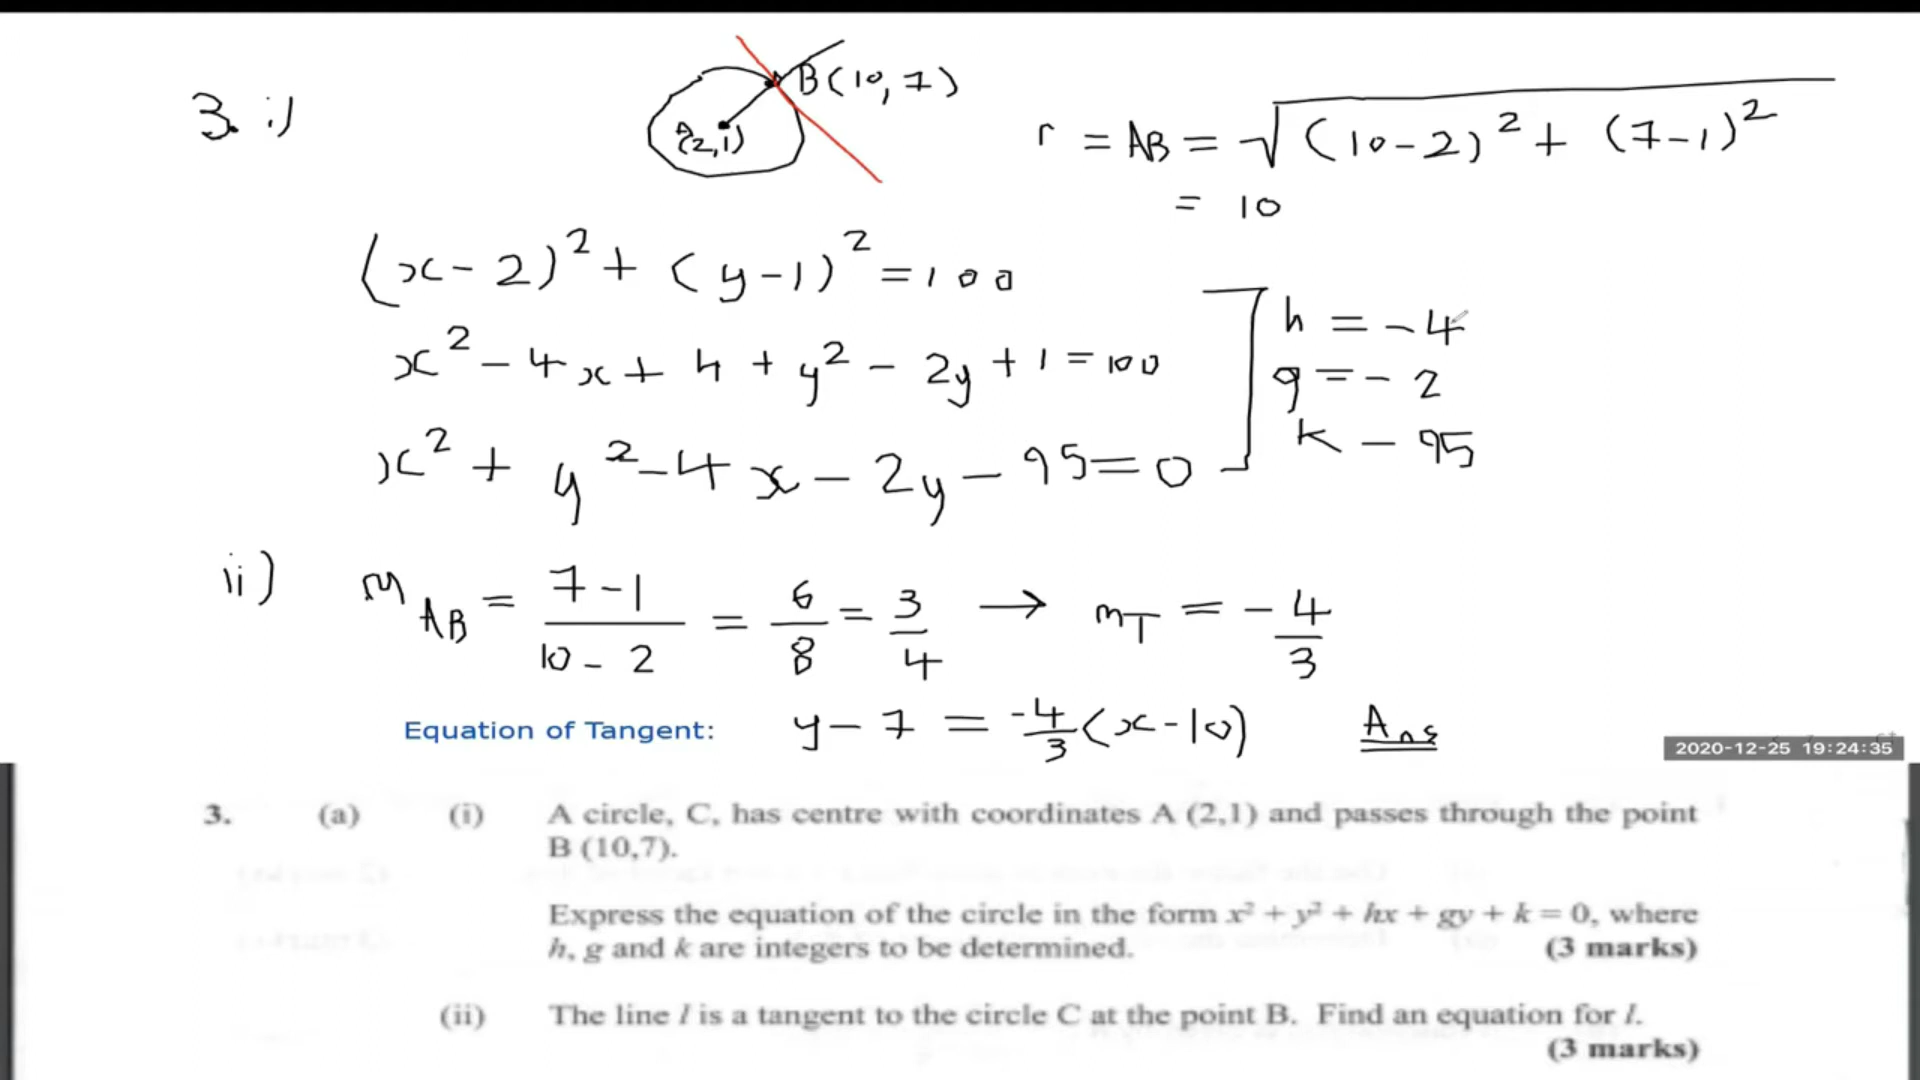 3. i)
B(10,7)
A
(2,1)
r = AB = √(10-2)² + (7-1)²
= 10
(x-2)² + (y-1)² = 100
x² - 4x + 4 + y² - 2y + 1 = 100
x² + y² - 4x - 2y - 95 = 0
h = -4
g = -2
k - 95
ii) m_AB = 7-1/10-2 = 6/8 = 3/4 → m_T = -4/3
Equation of Tangent: y - 7 = -4/3 (x-10) Ans
2020-12-25 19:24:35
3. (a) (i) A circle, C, has centre with coordinates A (2,1) and passes through the point
B (10,7).
Express the equation of the circle in the form x² + y² + hx + gy + k = 0, where
h, g and k are integers to be determined. (3 marks)
(ii) The line l is a tangent to the circle C at the point B. Find an equation for l.
(3 marks)